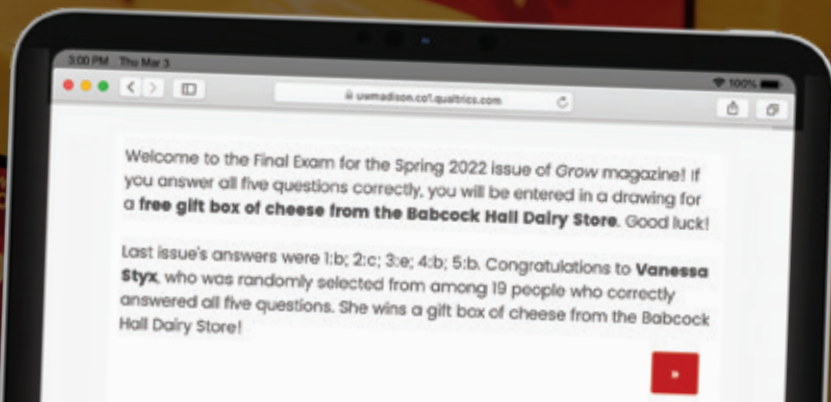 3:00 PM Thu Mar 3
100%
uwmadison.co1.qualtrics.com
Welcome to the Final Exam for the Spring 2022 issue of Grow magazine! If
you answer all five questions correctly, you will be entered in a drawing for
a free gift box of cheese from the Babcock Hall Dairy Store. Good luck!
Last issue's answers were 1:b; 2:c; 3:e; 4:b; 5:b. Congratulations to Vanessa
Styx, who was randomly selected from among 19 people who correctly
answered all five questions. She wins a gift box of cheese from the Babcock
Hall Dairy Store!
»